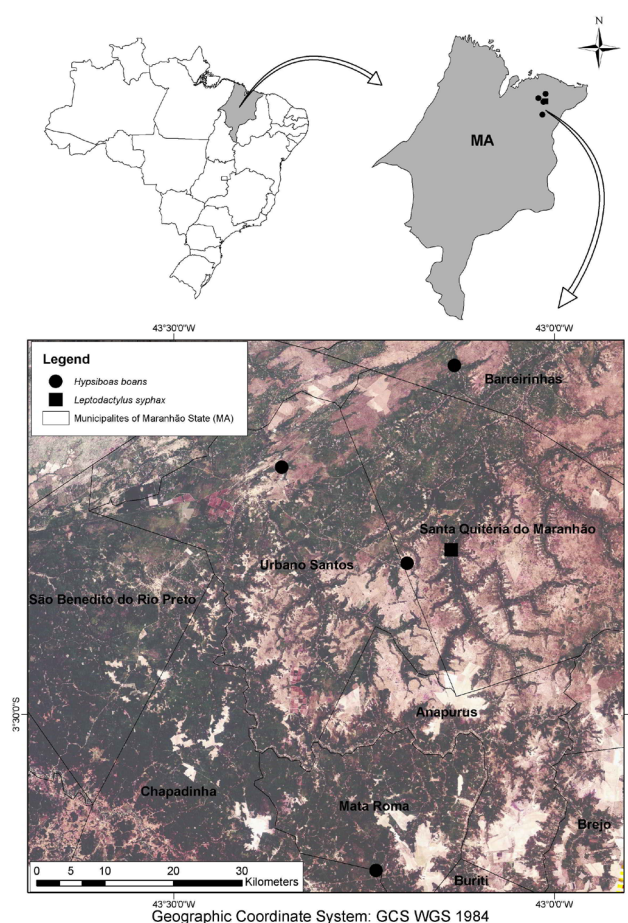 N
MA
43°30'0"W
43°0'0"W
Legend
Hypsiboas boans
Leptodactylus syphax
Municipalites of Maranhão State (MA)
Barreirinhas
Santa Quitéria do Maranhão
Urbano Santos
São Benedito do Rio Preto
3°30'0"S
Anapurus
Chapadinha
Mata Roma
Brejo
Buriti
0 5 10 20 30
Kilometers
43°30'0"W
43°0'0"W
Geographic Coordinate System: GCS WGS 1984